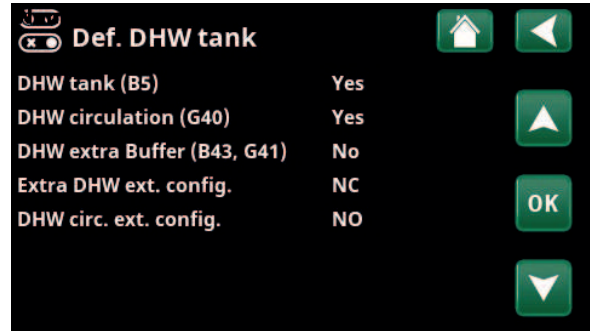 Def. DHW tank
DHW tank (B5) Yes
DHW circulation (G40) Yes
DHW extra Buffer (B43, G41) No
Extra DHW ext. config. NC
DHW circ. ext. config. NO
OK